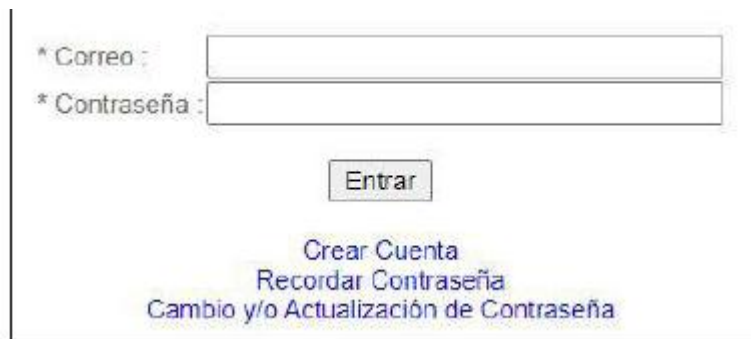 * Correo :
* Contraseña :
Entrar
Crear Cuenta
Recordar Contraseña
Cambio y/o Actualización de Contraseña